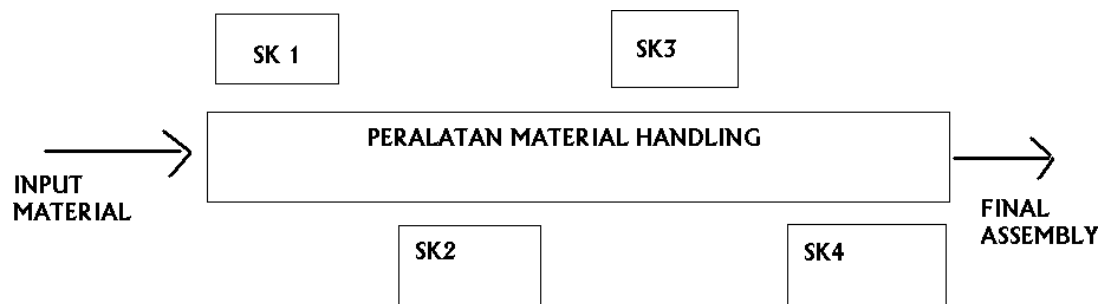 SK 1
SK3
PERALATAN MATERIAL HANDLING
INPUT
MATERIAL
FINAL
ASSEMBLY
SK2
SK4